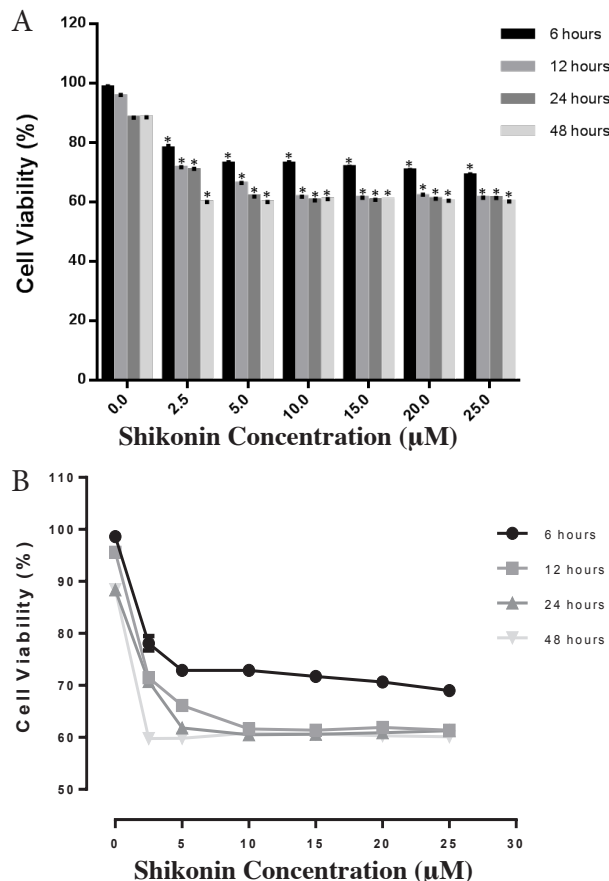 A
120
100
80
60
40
20
0
Cell Viability (%)
6 hours
12 hours
24 hours
48 hours
* * * * * * * * * * * * * * * * * * * * * * * *
0.0 2.5 5.0 10.0 15.0 20.0 25.0
Shikonin Concentration (µM)
B
110
100
90
80
70
60
50
Cell Viability (%)
6 hours
12 hours
24 hours
48 hours
0 5 10 15 20 25 30
Shikonin Concentration (µM)